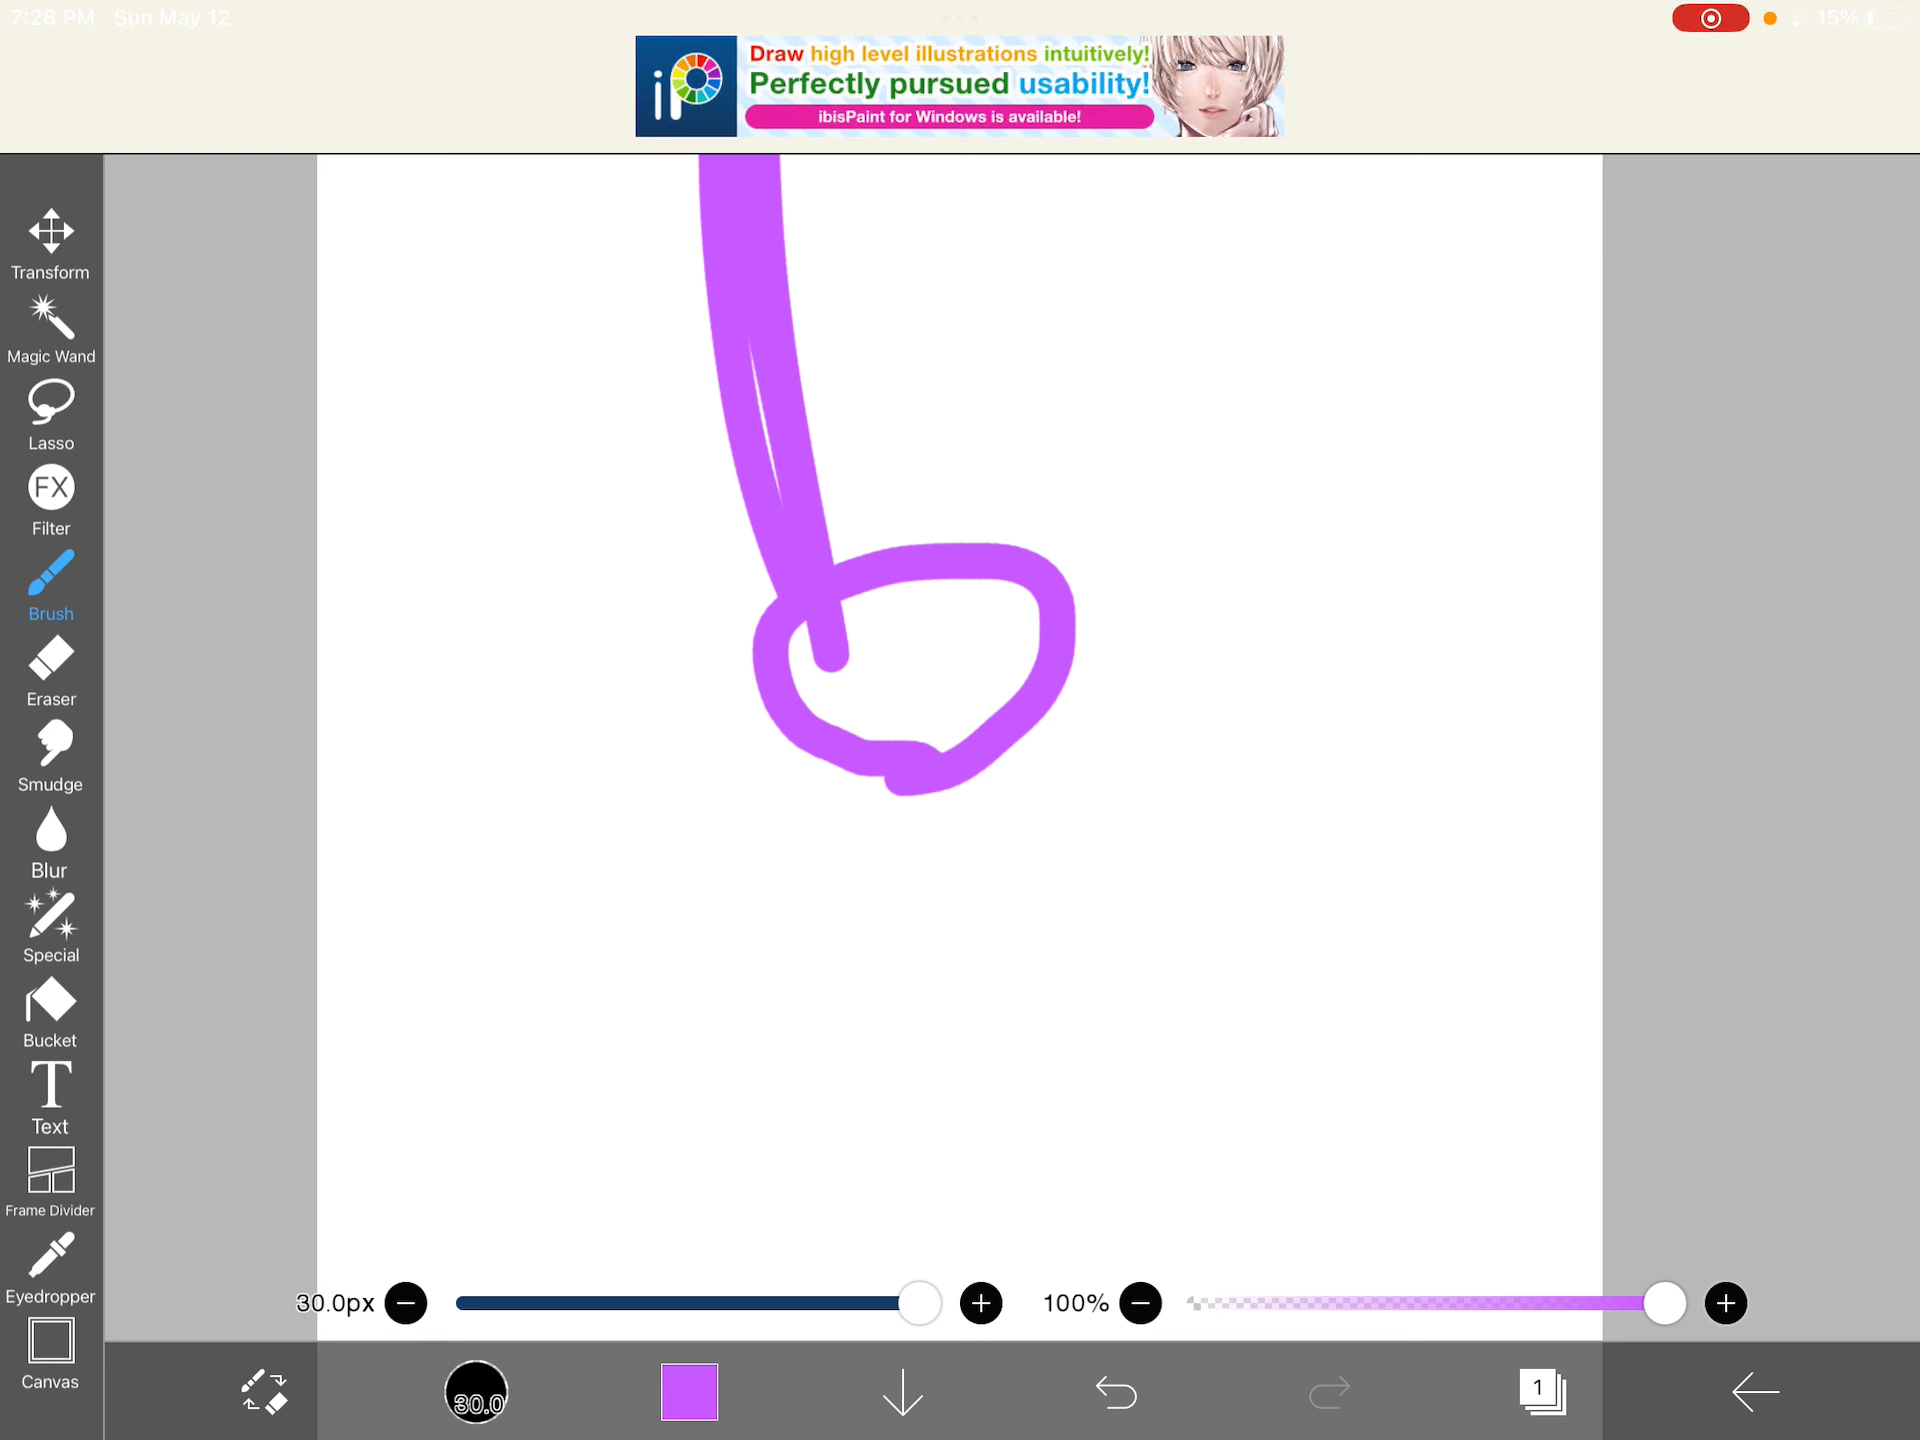 7:28 PM Sun May 12
15%
iP
Draw high level illustrations intuitively!
Perfectly pursued usability!
ibisPaint for Windows is available!
Transform
Magic Wand
Lasso
FX
Filter
Brush
Eraser
Smudge
Blur
Special
Bucket
T
Text
Frame Divider
Eyedropper
Canvas
30.0px
100%
30.0
1